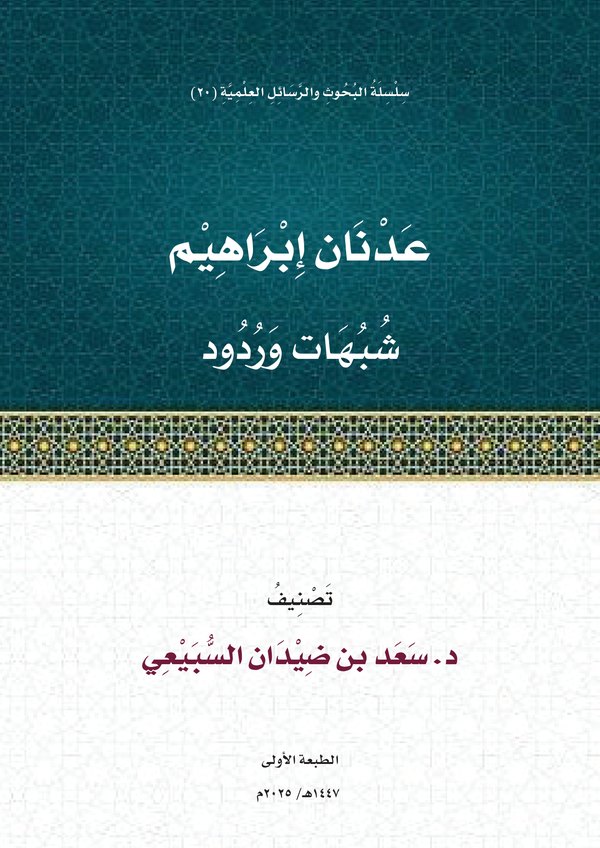 سِلْسِلَةُ البُحُوثِ والرَّسَائِلِ العِلْمِيَّةِ (٢٠)
عَدْنَان إِبْرَاهِيْم
شُبُهَات وَرُدُود
تَصْنِيفُ
د. سَعَد بن ضِيْدَان السُّبَيْعِي
الطبعة الأولى
١٤٤٧هـ/ ٢٠٢٥م